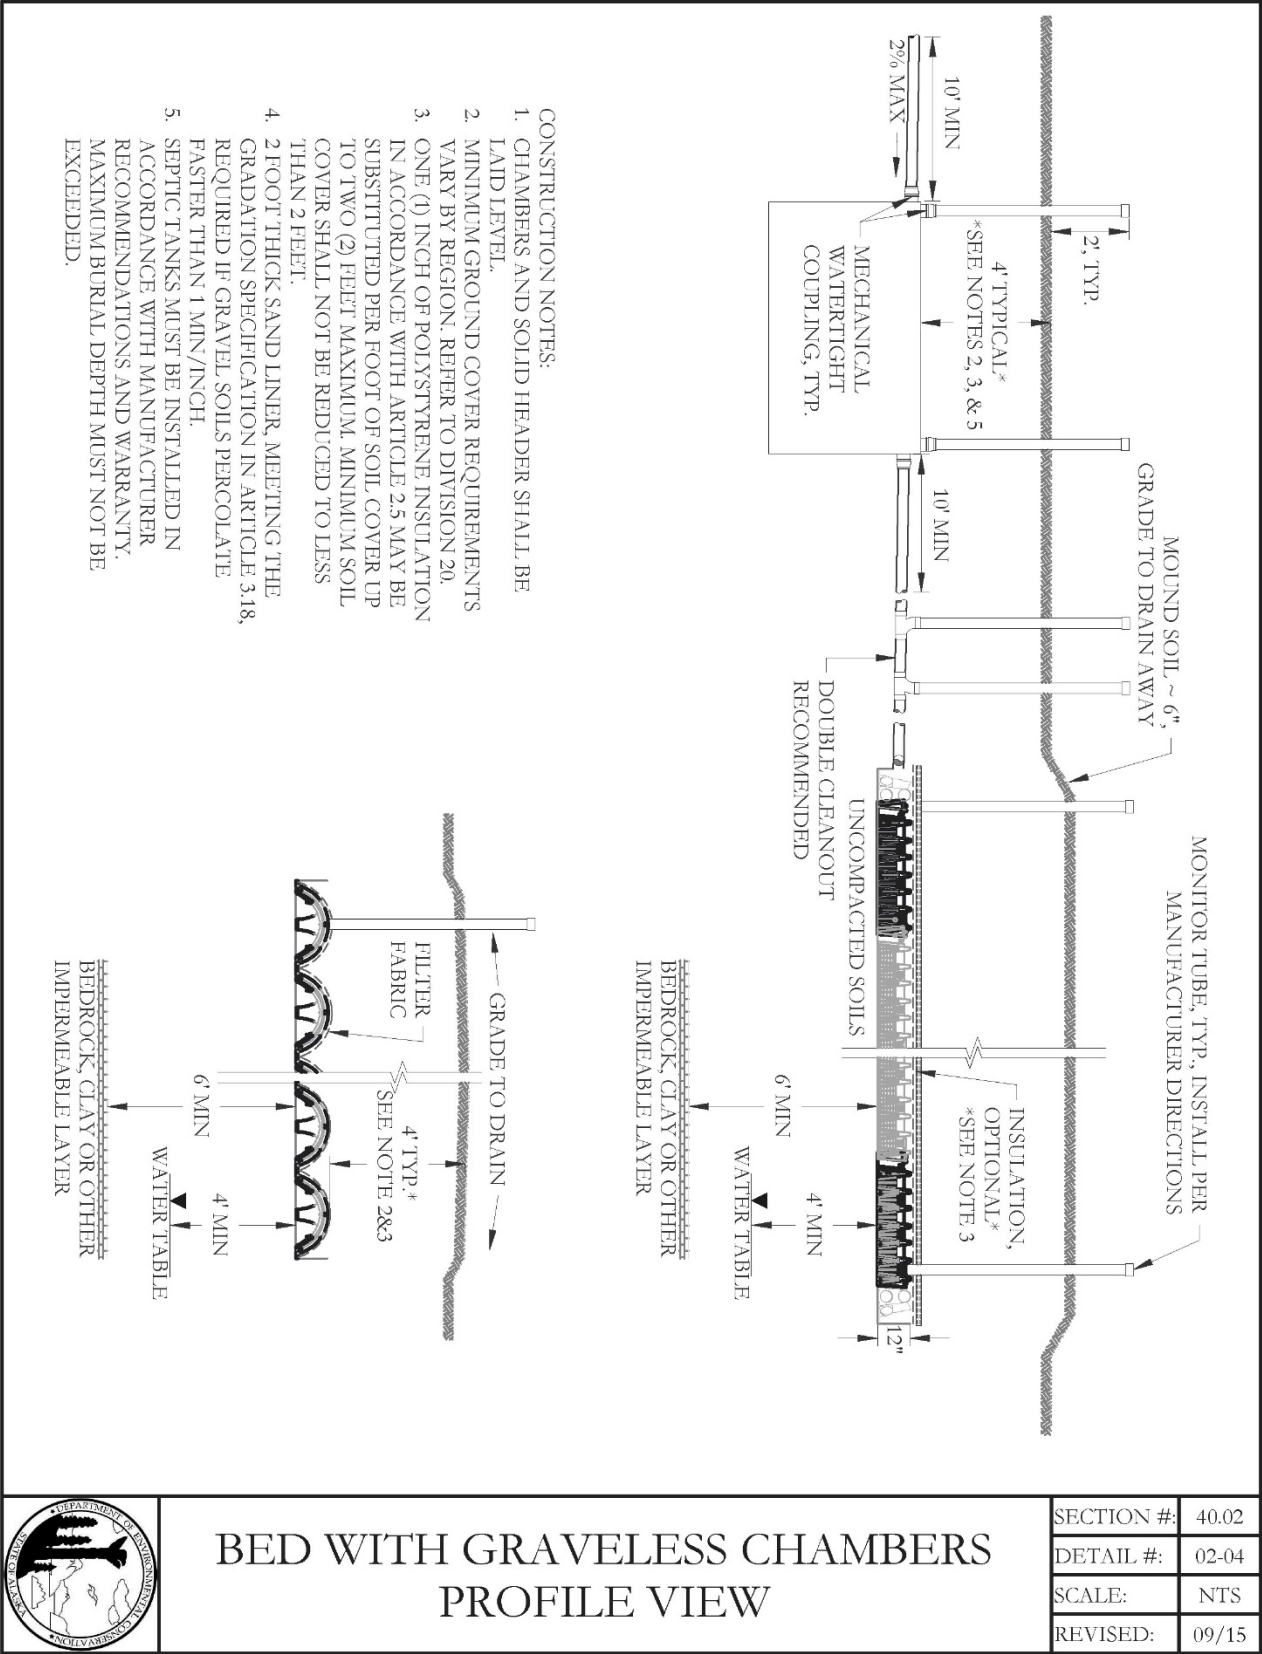 10' MIN
2% MAX
2', TYP.
4' TYPICAL*
*SEE NOTES 2, 3, & 5
MECHANICAL
WATERTIGHT
COUPLING, TYP.
10' MIN
MOUND SOIL ~ 6",
GRADE TO DRAIN AWAY
DOUBLE CLEANOUT
RECOMMENDED
UNCOMPACTED SOILS
MONITOR TUBE, TYP., INSTALL PER
MANUFACTURER DIRECTIONS
INSULATION,
OPTIONAL*
*SEE NOTE 3
12"
6' MIN
4' MIN
WATER TABLE
BEDROCK, CLAY OR OTHER
IMPERMEABLE LAYER
CONSTRUCTION NOTES:
1. CHAMBERS AND SOLID HEADER SHALL BE
LAID LEVEL.
2. MINIMUM GROUND COVER REQUIREMENTS
VARY BY REGION. REFER TO DIVISION 20.
3. ONE (1) INCH OF POLYSTYRENE INSULATION
IN ACCORDANCE WITH ARTICLE 2.5 MAY BE
SUBSTITUTED PER FOOT OF SOIL COVER UP
TO TWO (2) FEET MAXIMUM. MINIMUM SOIL
COVER SHALL NOT BE REDUCED TO LESS
THAN 2 FEET.
4. 2 FOOT THICK SAND LINER, MEETING THE
GRADATION SPECIFICATION IN ARTICLE 3.18,
REQUIRED IF GRAVEL SOILS PERCOLATE
FASTER THAN 1 MIN/INCH.
5. SEPTIC TANKS MUST BE INSTALLED IN
ACCORDANCE WITH MANUFACTURER
RECOMMENDATIONS AND WARRANTY.
MAXIMUM BURIAL DEPTH MUST NOT BE
EXCEEDED.
GRADE TO DRAIN
FILTER
FABRIC
4' TYP.*
SEE NOTE 2&3
6' MIN
4' MIN
WATER TABLE
BEDROCK, CLAY OR OTHER
IMPERMEABLE LAYER
DEPARTMENT OF ENVIRONMENTAL CONSERVATION
STATE OF ALASKA
BED WITH GRAVELESS CHAMBERS
PROFILE VIEW
SECTION #: 40.02
DETAIL #: 02-04
SCALE: NTS
REVISED: 09/15